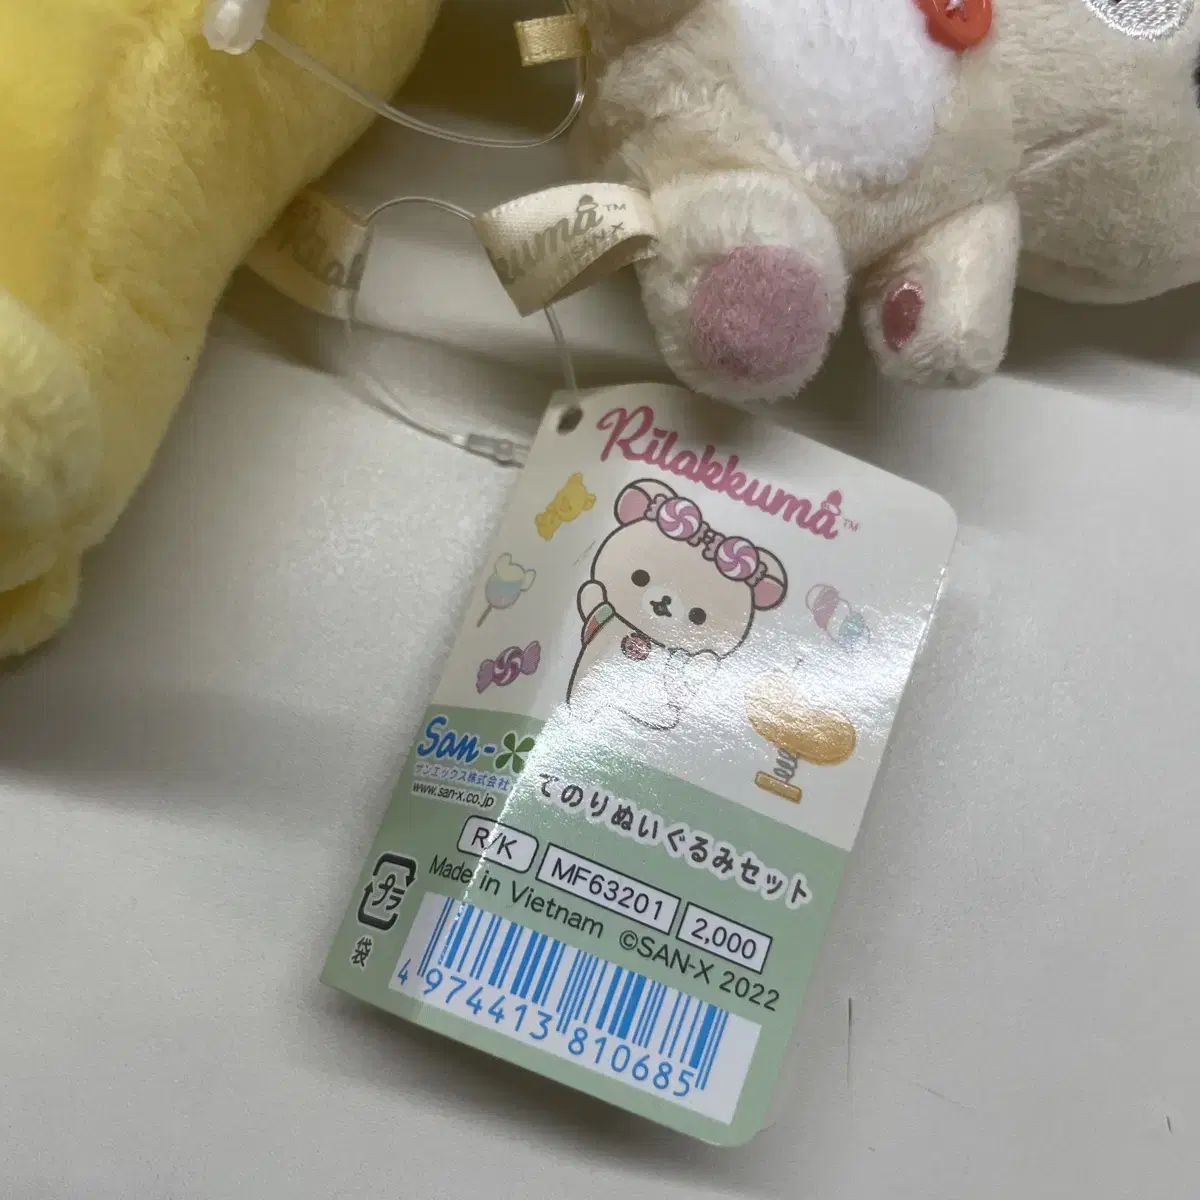 kuma™
SAN-X
Rilakkuma™
San-X
サンエックス株式会社
www.san-x.co.jp
てのりぬいぐるみセット
R/K MF63201 2,000
Made in Vietnam ©SAN-X 2022
プラ
袋
4 974413 810685